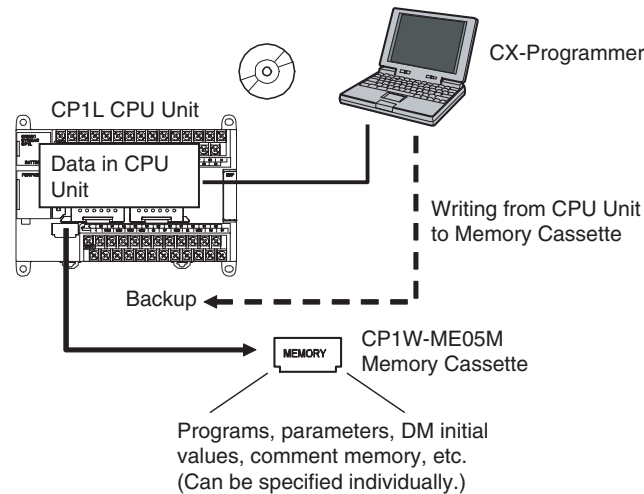 CX-Programmer
CP1L CPU Unit
Data in CPU
Unit
Writing from CPU Unit
to Memory Cassette
Backup
MEMORY
CP1W-ME05M
Memory Cassette
Programs, parameters, DM initial
values, comment memory, etc.
(Can be specified individually.)